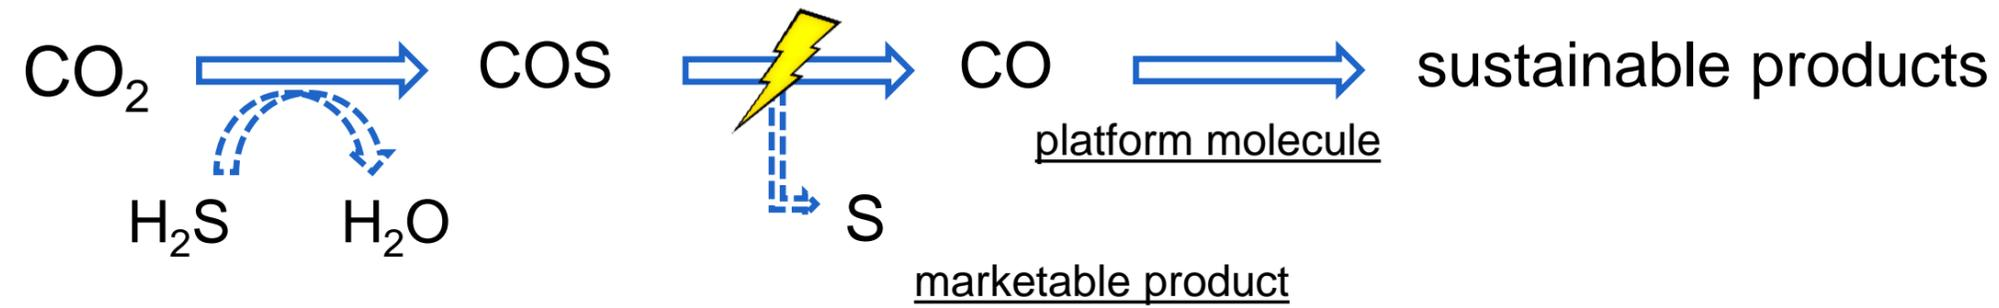 CO₂ COS CO sustainable products
platform molecule
H₂S H₂O S
marketable product